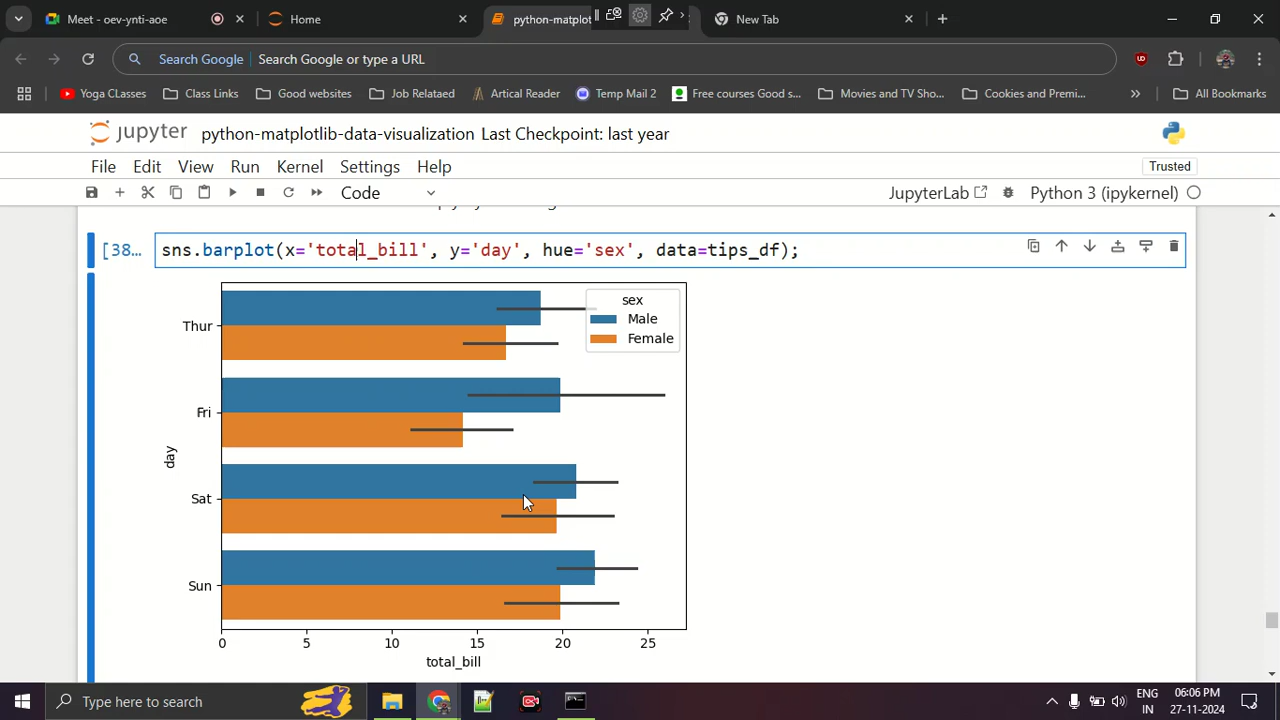 Meet - oev-ynti-aoe
Home
python-matplot
New Tab
Search Google
Search Google or type a URL
Yoga CLasses
Class Links
Good websites
Job Relataed
Artical Reader
Temp Mail 2
Free courses Good s...
Movies and TV Sho...
Cookies and Premi...
All Bookmarks
jupyter
python-matplotlib-data-visualization Last Checkpoint: last year
File Edit View Run Kernel Settings Help
Trusted
Code
JupyterLab
Python 3 (ipykernel)
[38...
sns.barplot(x='total_bill', y='day', hue='sex', data=tips_df);
sex
Male
Female
Thur
Fri
Sat
Sun
day
0 5 10 15 20 25
total_bill
Type here to search
ENG
IN
06:06 PM
27-11-2024